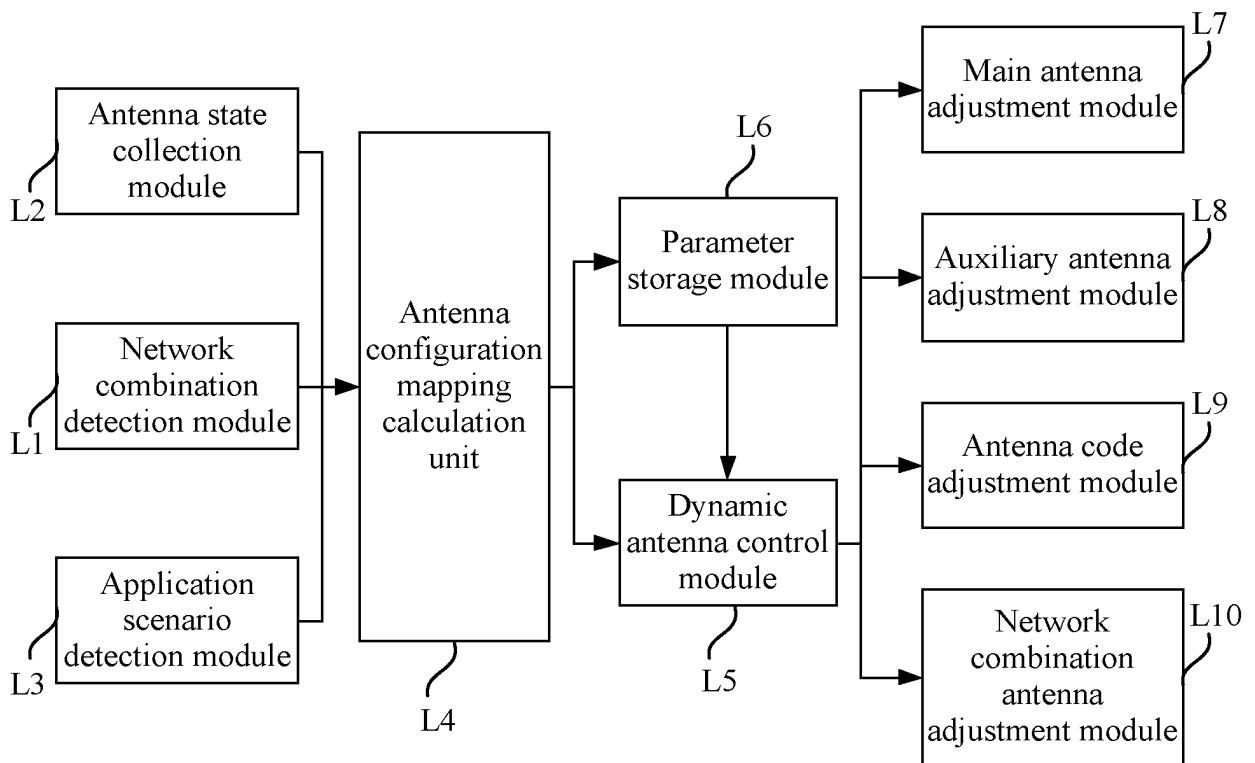 Antenna state
collection
module
L2
Network
combination
detection module
L1
Application
scenario
detection module
L3
Antenna
configuration
mapping
calculation
unit
L4
L6
Parameter
storage module
Dynamic
antenna control
module
L5
L7
Main antenna
adjustment module
L8
Auxiliary antenna
adjustment module
L9
Antenna code
adjustment module
L10
Network
combination
antenna
adjustment module